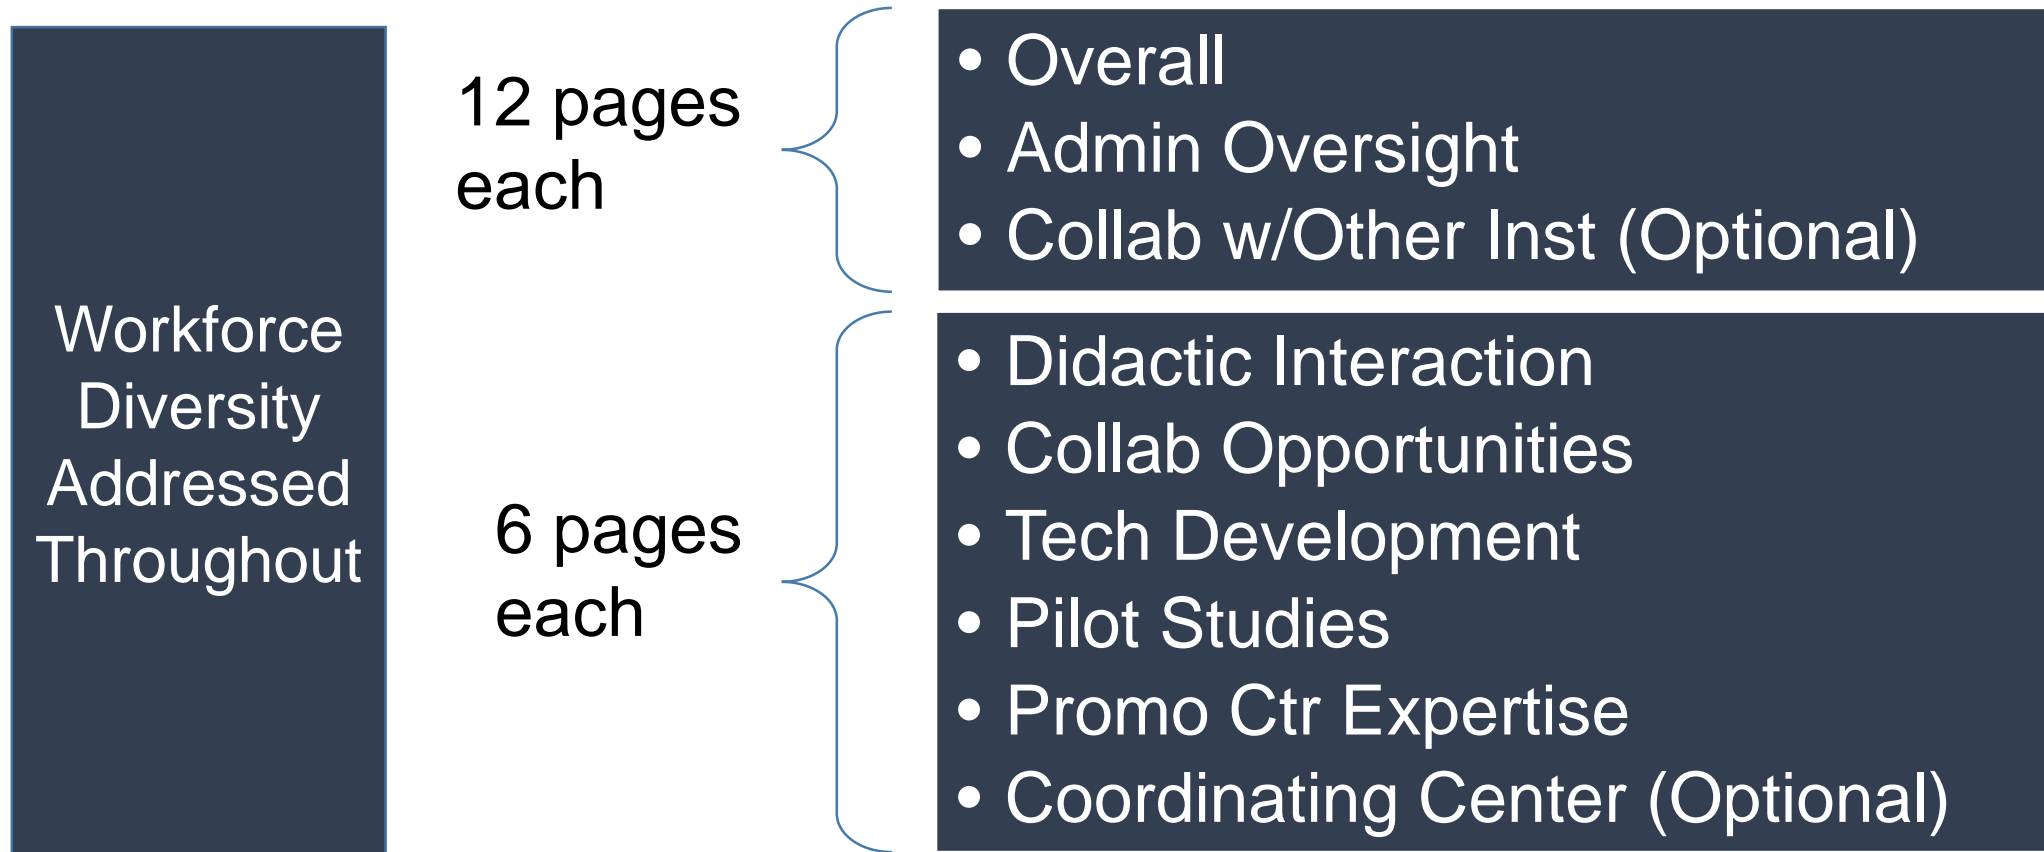 Workforce
Diversity
Addressed
Throughout
12 pages
each
• Overall
• Admin Oversight
• Collab w/Other Inst (Optional)
6 pages
each
• Didactic Interaction
• Collab Opportunities
• Tech Development
• Pilot Studies
• Promo Ctr Expertise
• Coordinating Center (Optional)